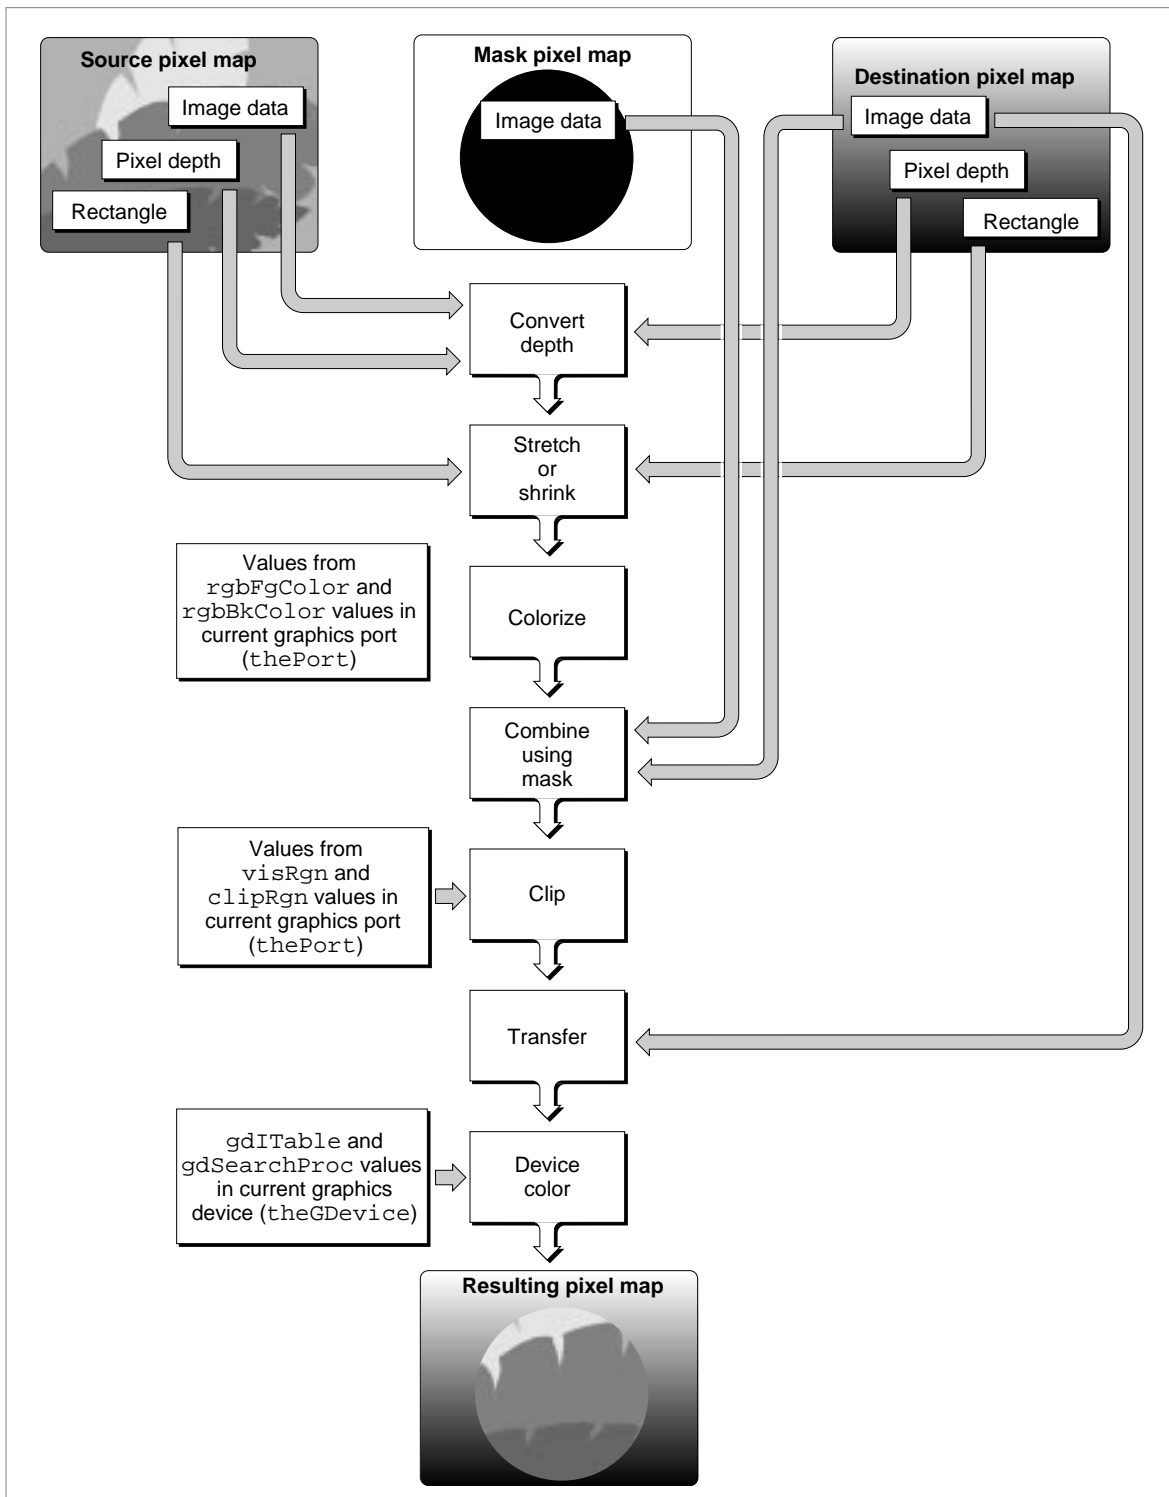 Source pixel map
Image data
Pixel depth
Rectangle
Mask pixel map
Image data
Destination pixel map
Image data
Pixel depth
Rectangle
Convert
depth
Stretch
or
shrink
Values from
rgbFgColor and
rgbBkColor values in
current graphics port
(thePort)
Colorize
Combine
using
mask
Values from
visRgn and
clipRgn values in
current graphics port
(thePort)
Clip
Transfer
gdITable and
gdSearchProc values
in current graphics
device (theGDevice)
Device
color
Resulting pixel map